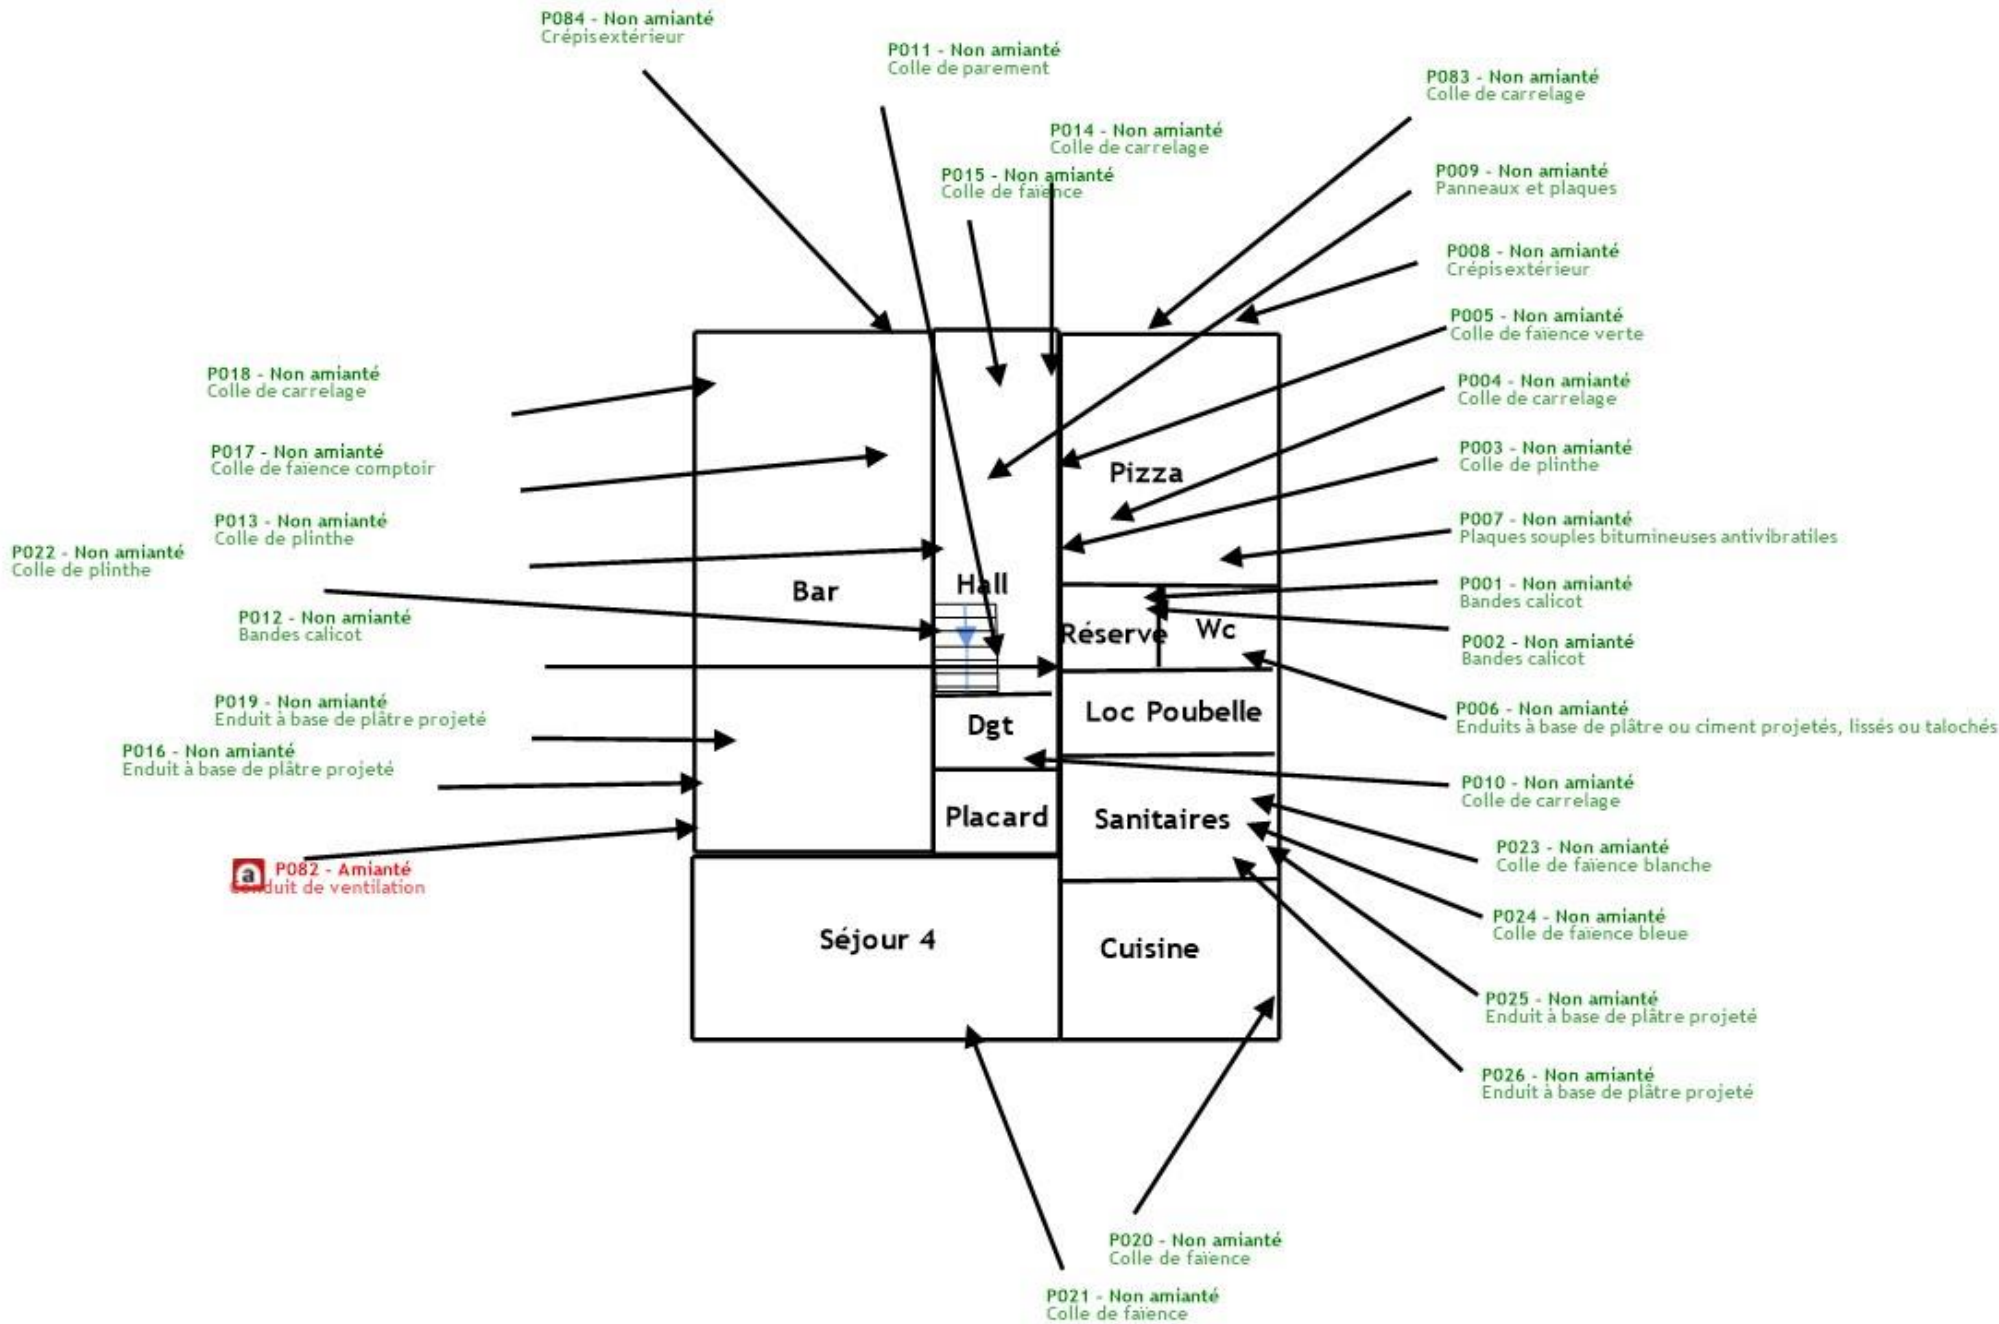 P084 - Non amianté
Crépis extérieur
P011 - Non amianté
Colle de parement
P083 - Non amianté
Colle de carrelage
P014 - Non amianté
Colle de carrelage
P015 - Non amianté
Colle de faïence
P009 - Non amianté
Panneaux et plaques
P008 - Non amianté
Crépis extérieur
P005 - Non amianté
Colle de faïence verte
P018 - Non amianté
Colle de carrelage
P004 - Non amianté
Colle de carrelage
P017 - Non amianté
Colle de faïence comptoir
P003 - Non amianté
Colle de plinthe
Pizza
P013 - Non amianté
Colle de plinthe
P007 - Non amianté
Plaques souples bitumineuses antivibratiles
P022 - Non amianté
Colle de plinthe
Bar
Hall
P001 - Non amianté
Bandes calicot
P012 - Non amianté
Bandes calicot
Réserve
Wc
P002 - Non amianté
Bandes calicot
P019 - Non amianté
Enduit à base de plâtre projeté
Dgt
Loc Poubelle
P006 - Non amianté
Enduits à base de plâtre ou ciment projetés, lissés ou talochés
P016 - Non amianté
Enduit à base de plâtre projeté
P010 - Non amianté
Colle de carrelage
Placard
Sanitaires
P023 - Non amianté
Colle de faïence blanche
a
P082 - Amianté
Conduit de ventilation
P024 - Non amianté
Colle de faïence bleue
Séjour 4
Cuisine
P025 - Non amianté
Enduit à base de plâtre projeté
P026 - Non amianté
Enduit à base de plâtre projeté
P020 - Non amianté
Colle de faïence
P021 - Non amianté
Colle de faïence